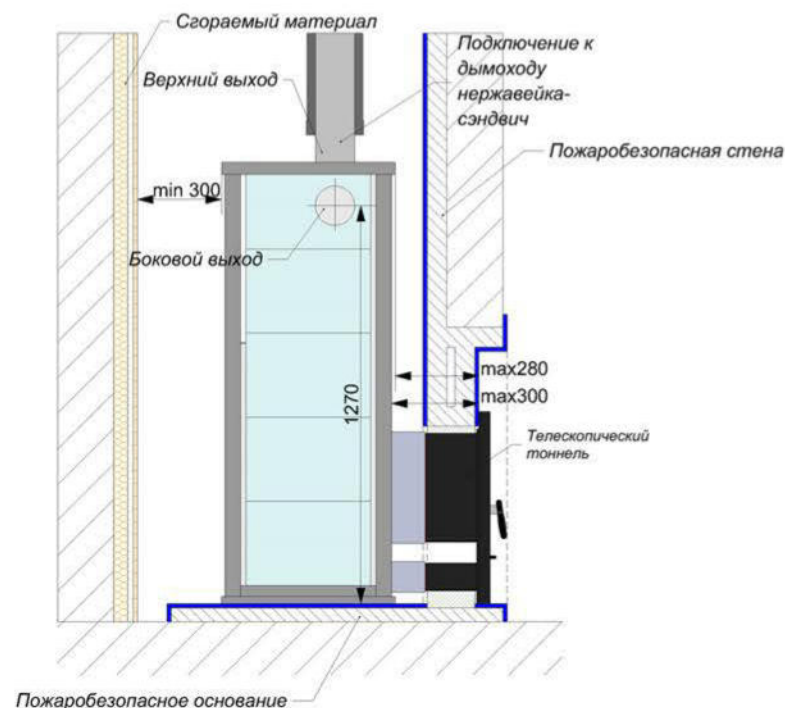 Сгораемый материал
Подключение к
дымоходу
нержавейка-
сэндвич
Верхний выход
Пожаробезопасная стена
min 300
Боковой выход
max280
max300
1270
Телескопический
тоннель
Пожаробезопасное основание